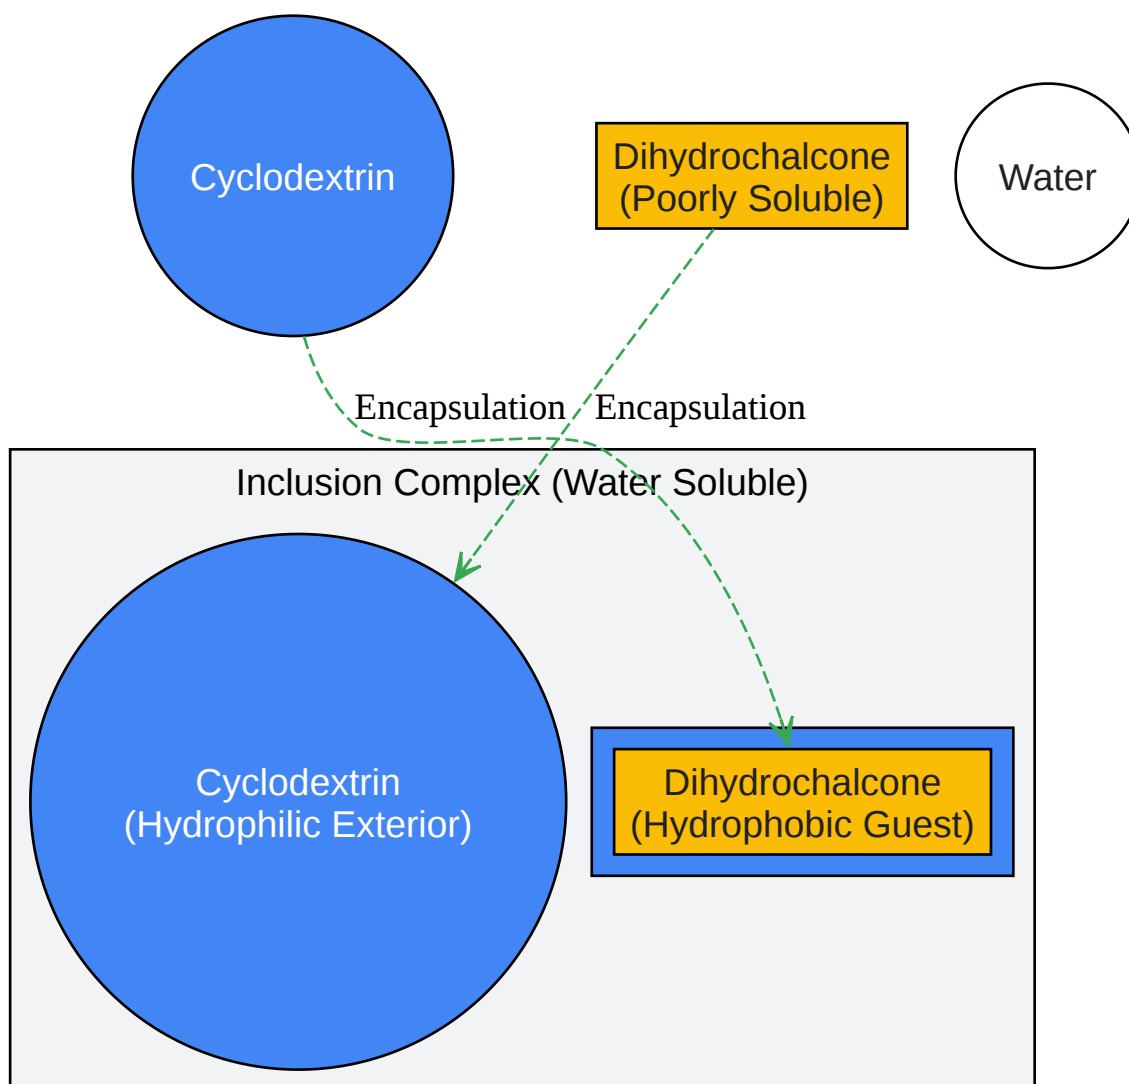 Cyclodextrin
Dihydrochalcone
(Poorly Soluble)
Water
Encapsulation
Encapsulation
Inclusion Complex (Water Soluble)
Cyclodextrin
(Hydrophilic Exterior)
Dihydrochalcone
(Hydrophobic Guest)